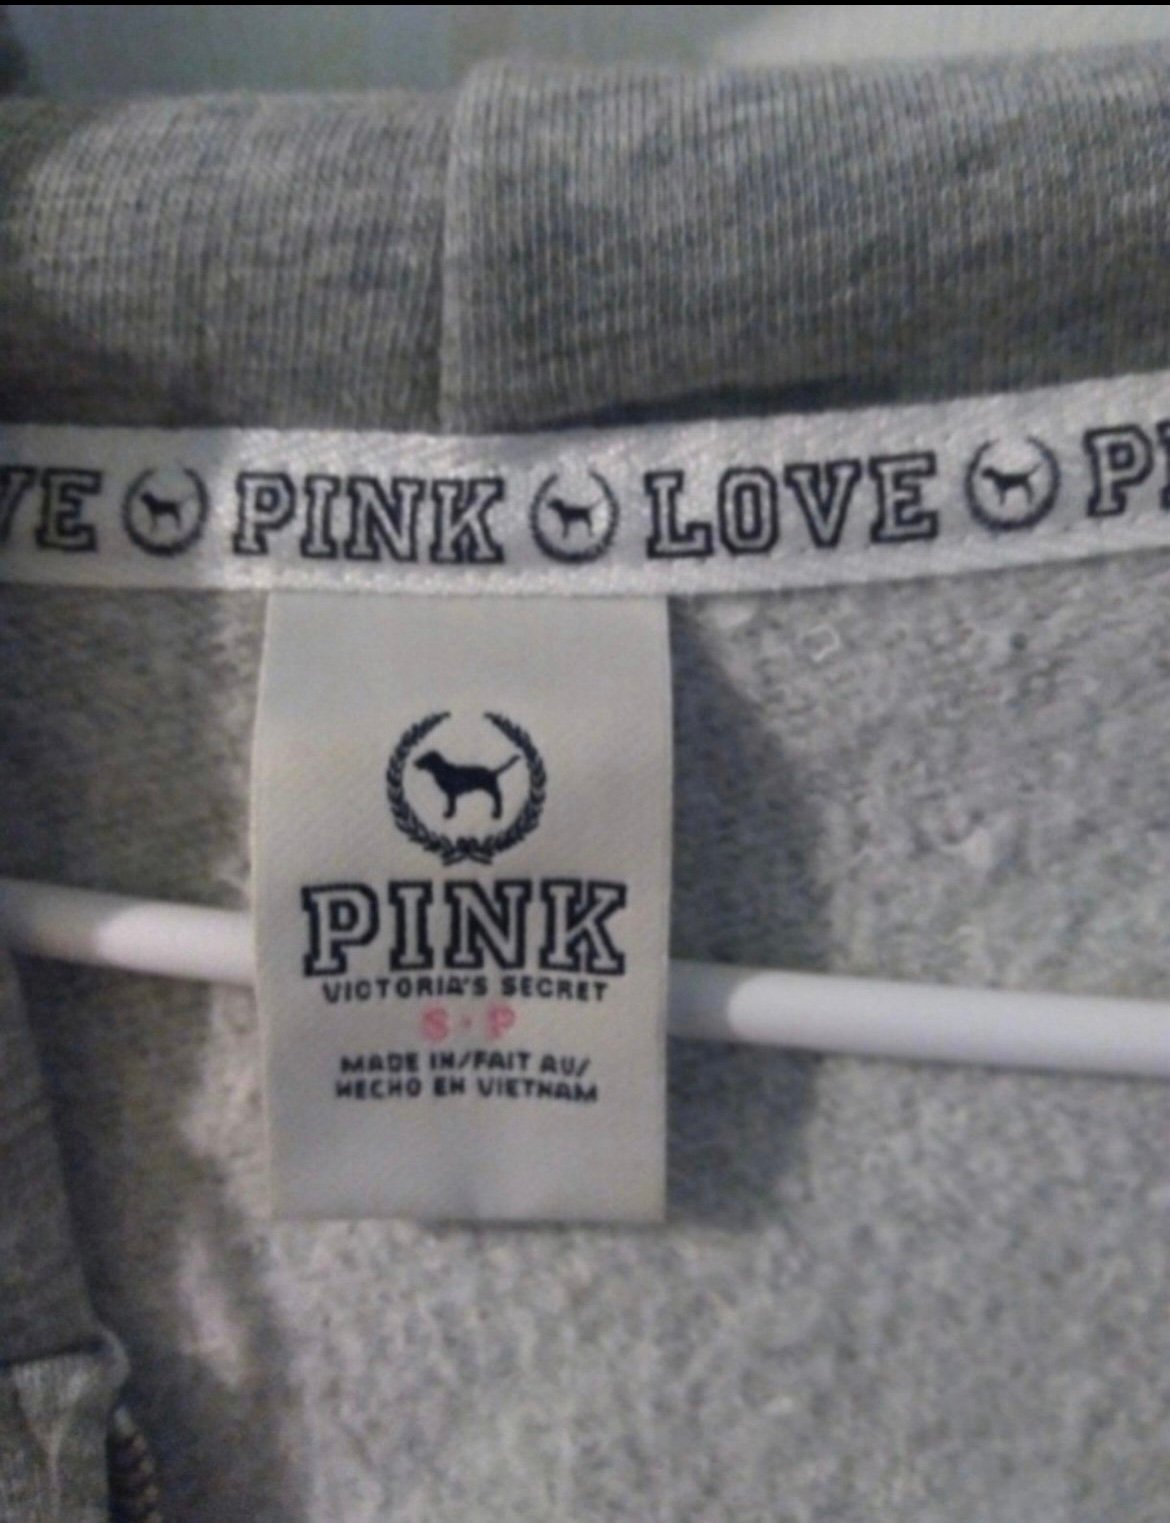 VE PINK LOVE P
PINK
VICTORIA'S SECRET
S·P
MADE IN/FAIT AU/
HECHO EN VIETNAM